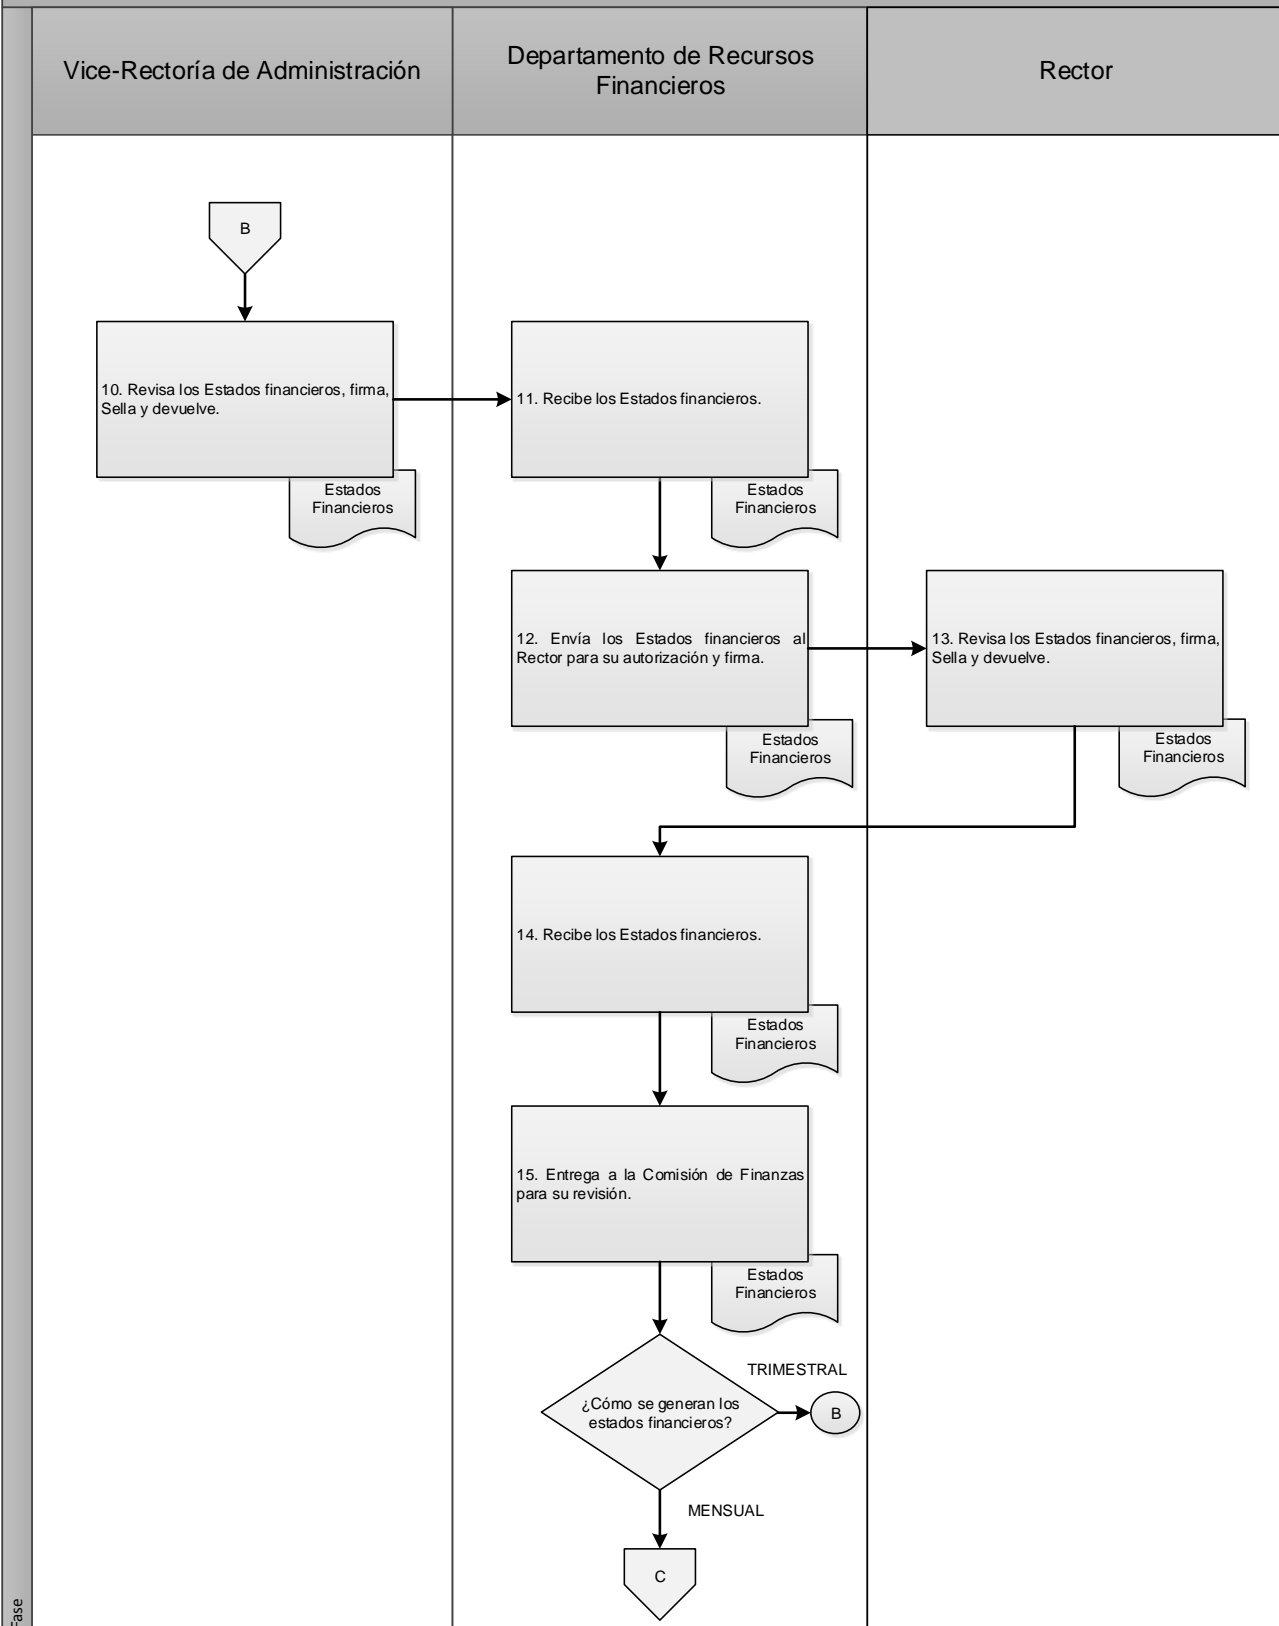 Vice-Rectoría de Administración
Departamento de Recursos
Financieros
Rector
B
10. Revisa los Estados financieros, firma,
Sella y devuelve.
Estados
Financieros
11. Recibe los Estados financieros.
Estados
Financieros
12. Envía los Estados financieros al
Rector para su autorización y firma.
Estados
Financieros
13. Revisa los Estados financieros, firma,
Sella y devuelve.
Estados
Financieros
14. Recibe los Estados financieros.
Estados
Financieros
15. Entrega a la Comisión de Finanzas
para su revisión.
Estados
Financieros
¿Cómo se generan los
estados financieros?
TRIMESTRAL
B
MENSUAL
C
Fase